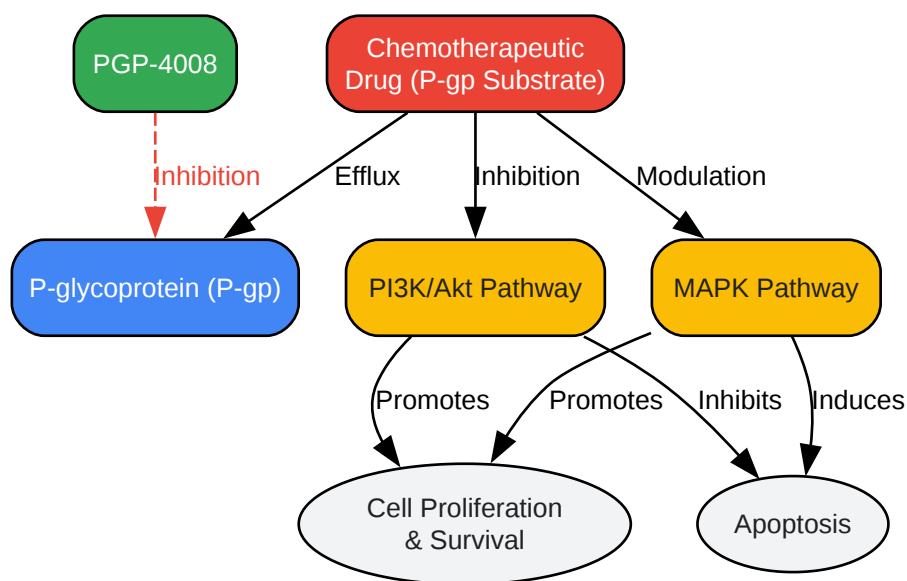 PGP-4008
Chemotherapeutic
Drug (P-gp Substrate)
Inhibition
Efflux
Inhibition
Modulation
P-glycoprotein (P-gp)
PI3K/Akt Pathway
MAPK Pathway
Promotes
Promotes
Inhibits
Induces
Cell Proliferation
& Survival
Apoptosis